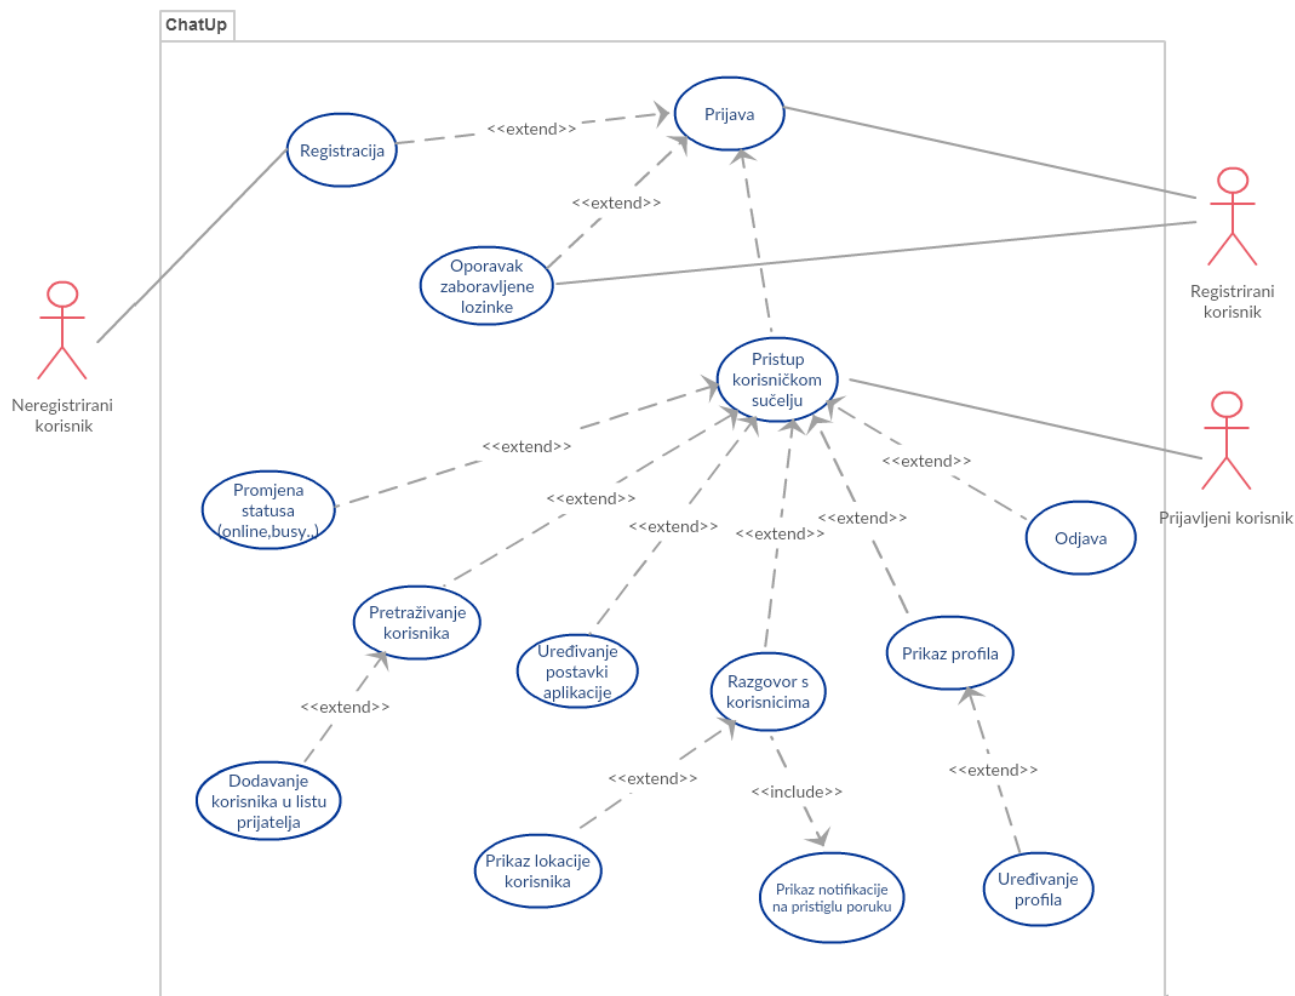 ChatUp
Prijava
<<extend>>
Registracija
<<extend>>
Oporavak
zaboravljene
lozinke
Registrirani
korisnik
Neregistrirani
korisnik
Pristup
korisničkom
sučelju
<<extend>>
<<extend>>
Promjena
statusa
(online,busy..)
<<extend>>
<<extend>>
<<extend>>
<<extend>>
Prijavljeni korisnik
Odjava
Pretraživanje
korisnika
Uređivanje
postavki
aplikacije
Razgovor s
korisnicima
Prikaz profila
<<extend>>
Dodavanje
korisnika u listu
prijatelja
<<extend>>
<<include>>
<<extend>>
Prikaz lokacije
korisnika
Prikaz notifikacije
na pristiglu poruku
Uređivanje
profila